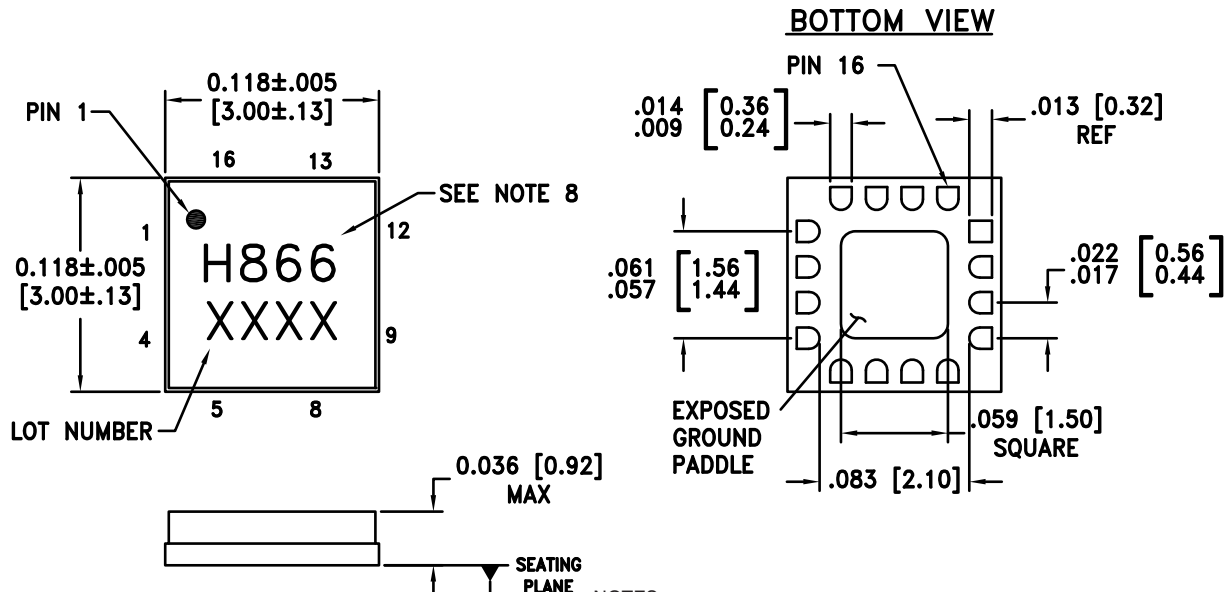 BOTTOM VIEW
PIN 16
0.118±.005
[3.00±.13]
PIN 1
.014 [0.36
.009 0.24]
.013 [0.32]
REF
16 13
SEE NOTE 8
1
12
H866
0.118±.005
[3.00±.13]
XXXX
4
9
.061 [1.56
.057 1.44]
.022 [0.56
.017 0.44]
5 8
LOT NUMBER
EXPOSED
GROUND
PADDLE
.059 [1.50]
SQUARE
.083 [2.10]
0.036 [0.92]
MAX
SEATING
PLANE
NOTES